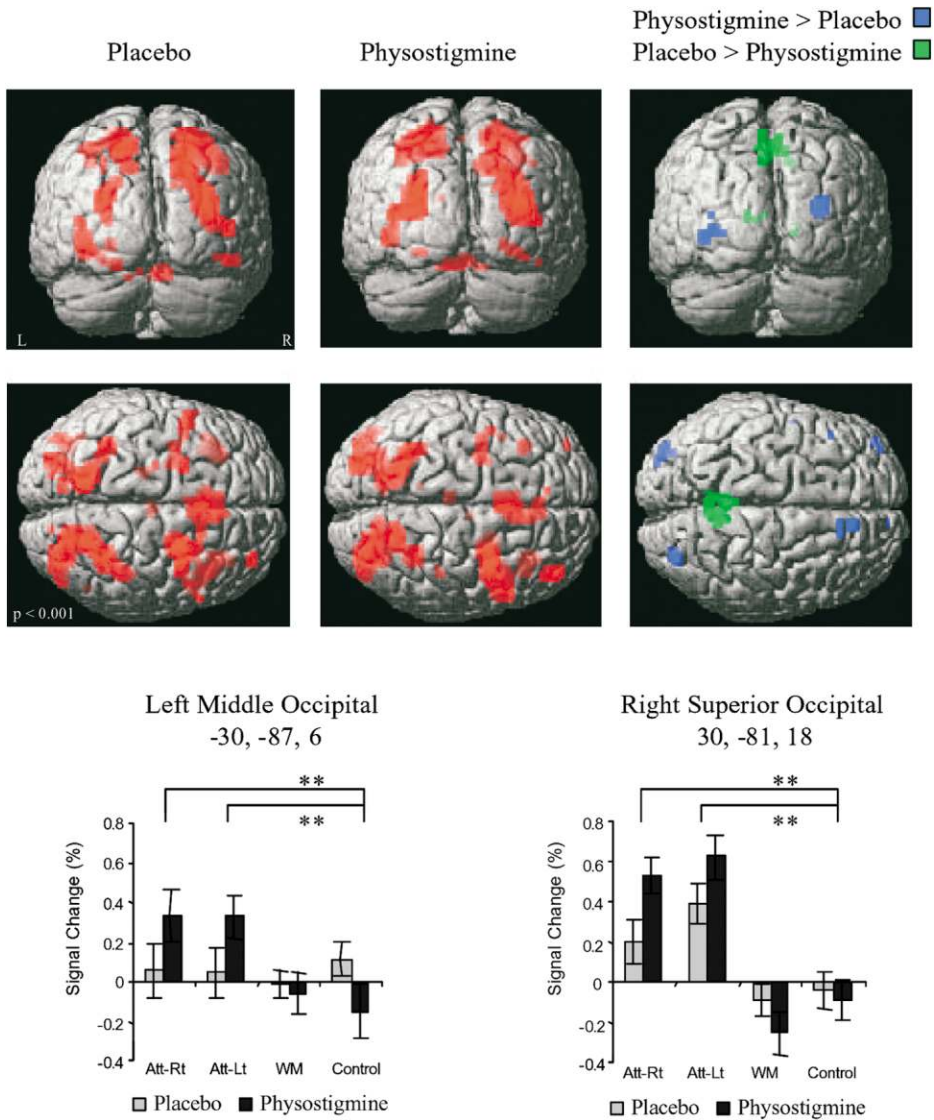 Physostigmine > Placebo
Placebo > Physostigmine
Placebo
Physostigmine
L
R
p < 0.001
Left Middle Occipital
-30, -87, 6
**
**
Signal Change (%)
0.8
0.6
0.4
0.2
0
-0.2
-0.4
Att-Rt
Att-Lt
WM
Control
Placebo
Physostigmine
Right Superior Occipital
30, -81, 18
**
**
Signal Change (%)
0.8
0.6
0.4
0.2
0
-0.2
-0.4
Att-Rt
Att-Lt
WM
Control
Placebo
Physostigmine